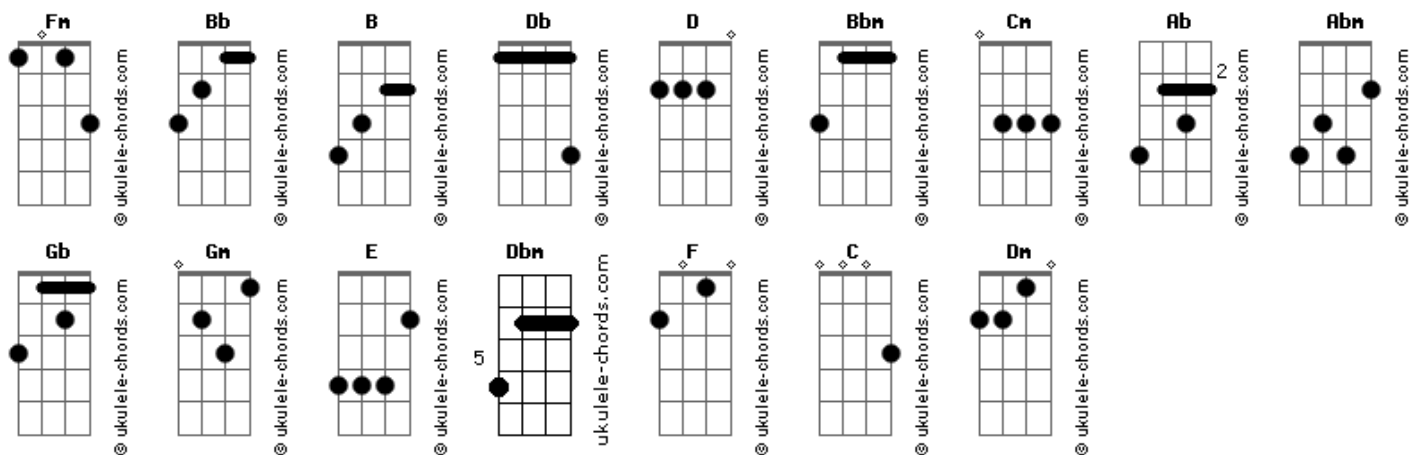 Fm Bb B Db D Bbm Cm Ab Abm
© ukulele-chords.com © ukulele-chords.com © ukulele-chords.com © ukulele-chords.com © ukulele-chords.com © ukulele-chords.com © ukulele-chords.com 2 © ukulele-chords.com © ukulele-chords.com
Gb Gm E Dbm F C Dm
© ukulele-chords.com © ukulele-chords.com © ukulele-chords.com 5 ukulele-chords.com © ukulele-chords.com © ukulele-chords.com © ukulele-chords.com